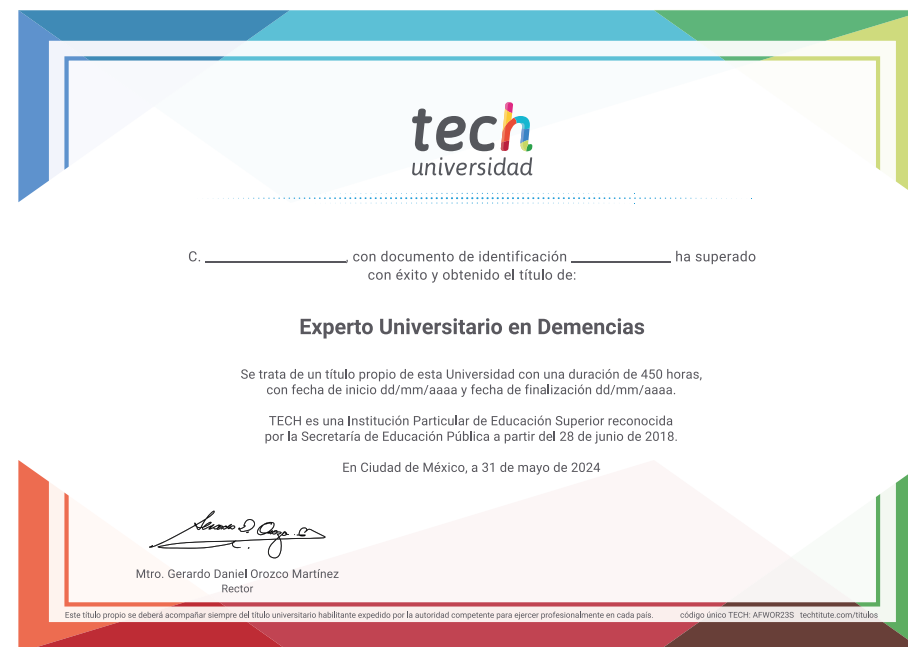 tech
universidad
C. ____________, con documento de identificación ____________ ha superado
con éxito y obtenido el título de:
Experto Universitario en Demencias
Se trata de un título propio de esta Universidad con una duración de 450 horas,
con fecha de inicio dd/mm/aaaa y fecha de finalización dd/mm/aaaa.
TECH es una Institución Particular de Educación Superior reconocida
por la Secretaría de Educación Pública a partir del 28 de junio de 2018.
En Ciudad de México, a 31 de mayo de 2024
Mtro. Gerardo Daniel Orozco Martínez
Rector
Este título propio se deberá acompañar siempre del título universitario habilitante expedido por la autoridad competente para ejercer profesionalmente en cada país. código único TECH: AFWOR23S techtitute.com/titulos